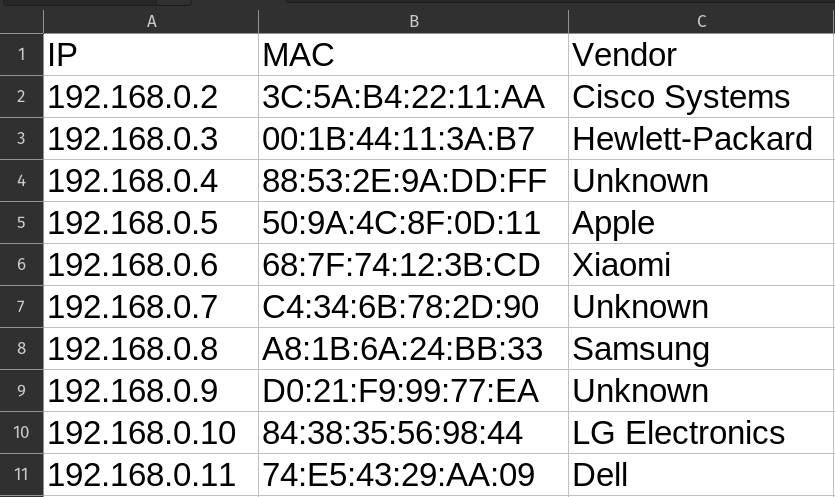 A B C
1 IP MAC Vendor
2 192.168.0.2 3C:5A:B4:22:11:AA Cisco Systems
3 192.168.0.3 00:1B:44:11:3A:B7 Hewlett-Packard
4 192.168.0.4 88:53:2E:9A:DD:FF Unknown
5 192.168.0.5 50:9A:4C:8F:0D:11 Apple
6 192.168.0.6 68:7F:74:12:3B:CD Xiaomi
7 192.168.0.7 C4:34:6B:78:2D:90 Unknown
8 192.168.0.8 A8:1B:6A:24:BB:33 Samsung
9 192.168.0.9 D0:21:F9:99:77:EA Unknown
10 192.168.0.10 84:38:35:56:98:44 LG Electronics
11 192.168.0.11 74:E5:43:29:AA:09 Dell